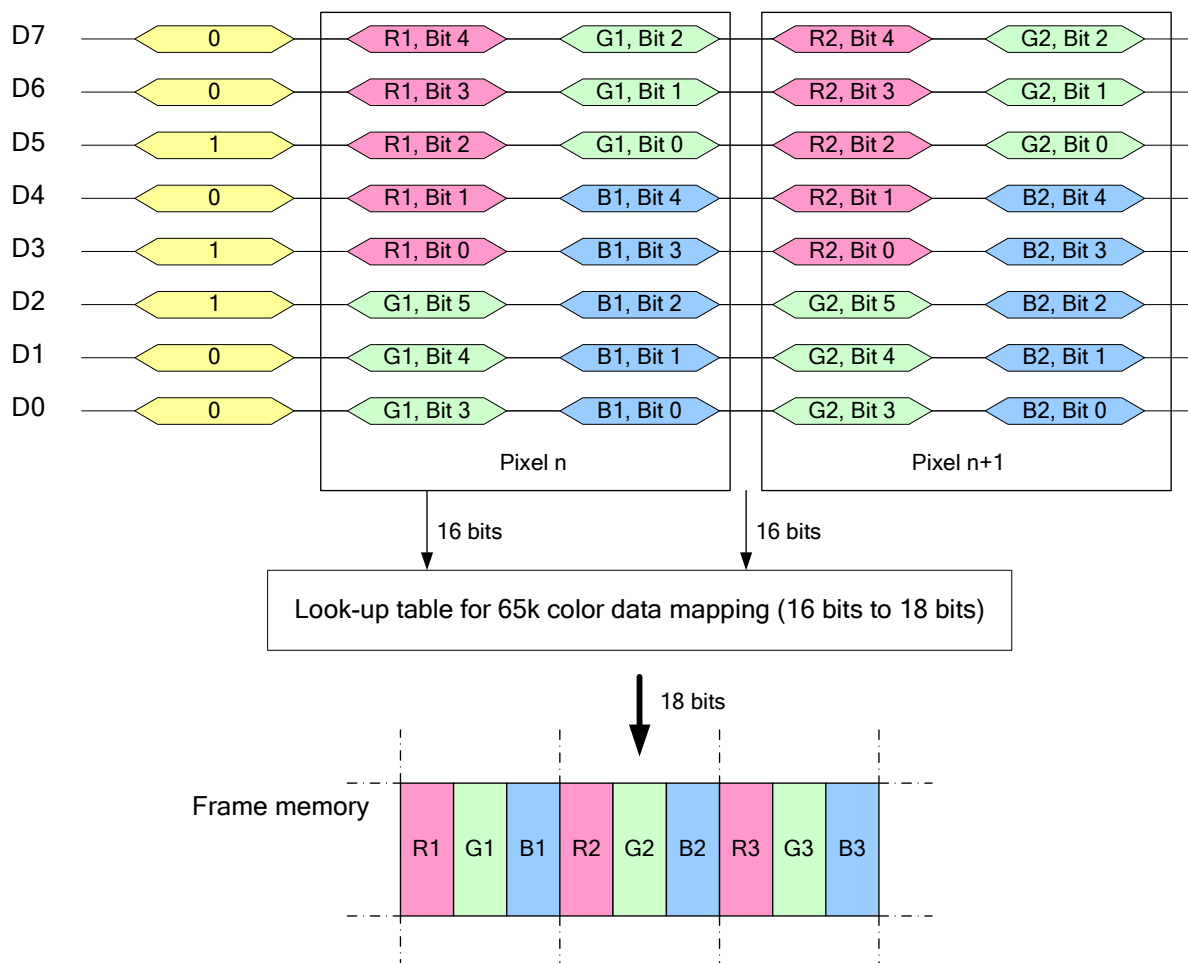 D7 0 R1, Bit 4 G1, Bit 2 R2, Bit 4 G2, Bit 2
D6 0 R1, Bit 3 G1, Bit 1 R2, Bit 3 G2, Bit 1
D5 1 R1, Bit 2 G1, Bit 0 R2, Bit 2 G2, Bit 0
D4 0 R1, Bit 1 B1, Bit 4 R2, Bit 1 B2, Bit 4
D3 1 R1, Bit 0 B1, Bit 3 R2, Bit 0 B2, Bit 3
D2 1 G1, Bit 5 B1, Bit 2 G2, Bit 5 B2, Bit 2
D1 0 G1, Bit 4 B1, Bit 1 G2, Bit 4 B2, Bit 1
D0 0 G1, Bit 3 B1, Bit 0 G2, Bit 3 B2, Bit 0
Pixel n Pixel n+1
16 bits 16 bits
Look-up table for 65k color data mapping (16 bits to 18 bits)
18 bits
Frame memory
R1 G1 B1 R2 G2 B2 R3 G3 B3